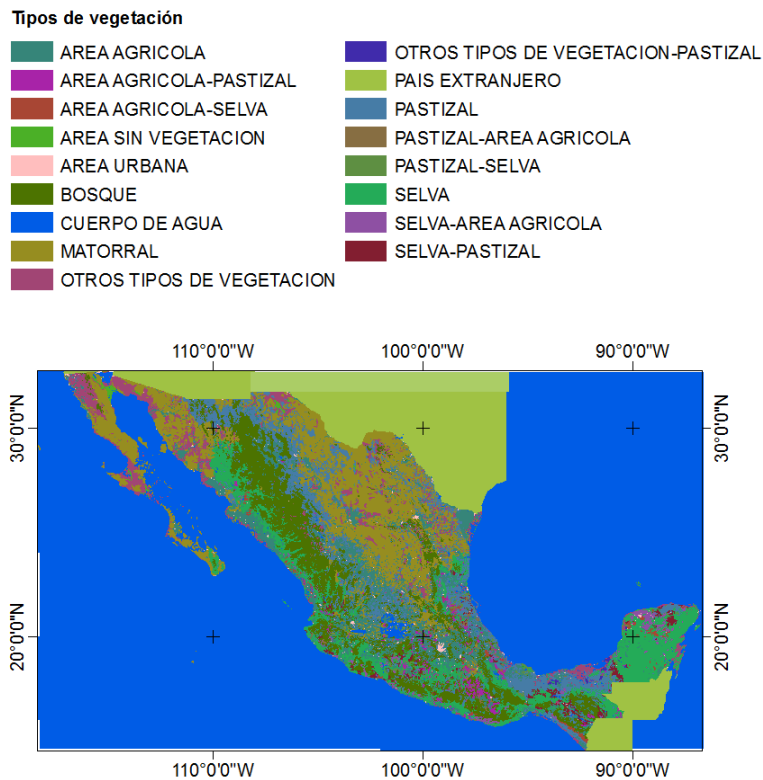 Tipos de vegetación
AREA AGRICOLA
AREA AGRICOLA-PASTIZAL
AREA AGRICOLA-SELVA
AREA SIN VEGETACION
AREA URBANA
BOSQUE
CUERPO DE AGUA
MATORRAL
OTROS TIPOS DE VEGETACION
OTROS TIPOS DE VEGETACION-PASTIZAL
PAIS EXTRANJERO
PASTIZAL
PASTIZAL-AREA AGRICOLA
PASTIZAL-SELVA
SELVA
SELVA-AREA AGRICOLA
SELVA-PASTIZAL
110°0'0"W 100°0'0"W 90°0'0"W
30°0'0"N 30°0'0"N
20°0'0"N 20°0'0"N
110°0'0"W 100°0'0"W 90°0'0"W